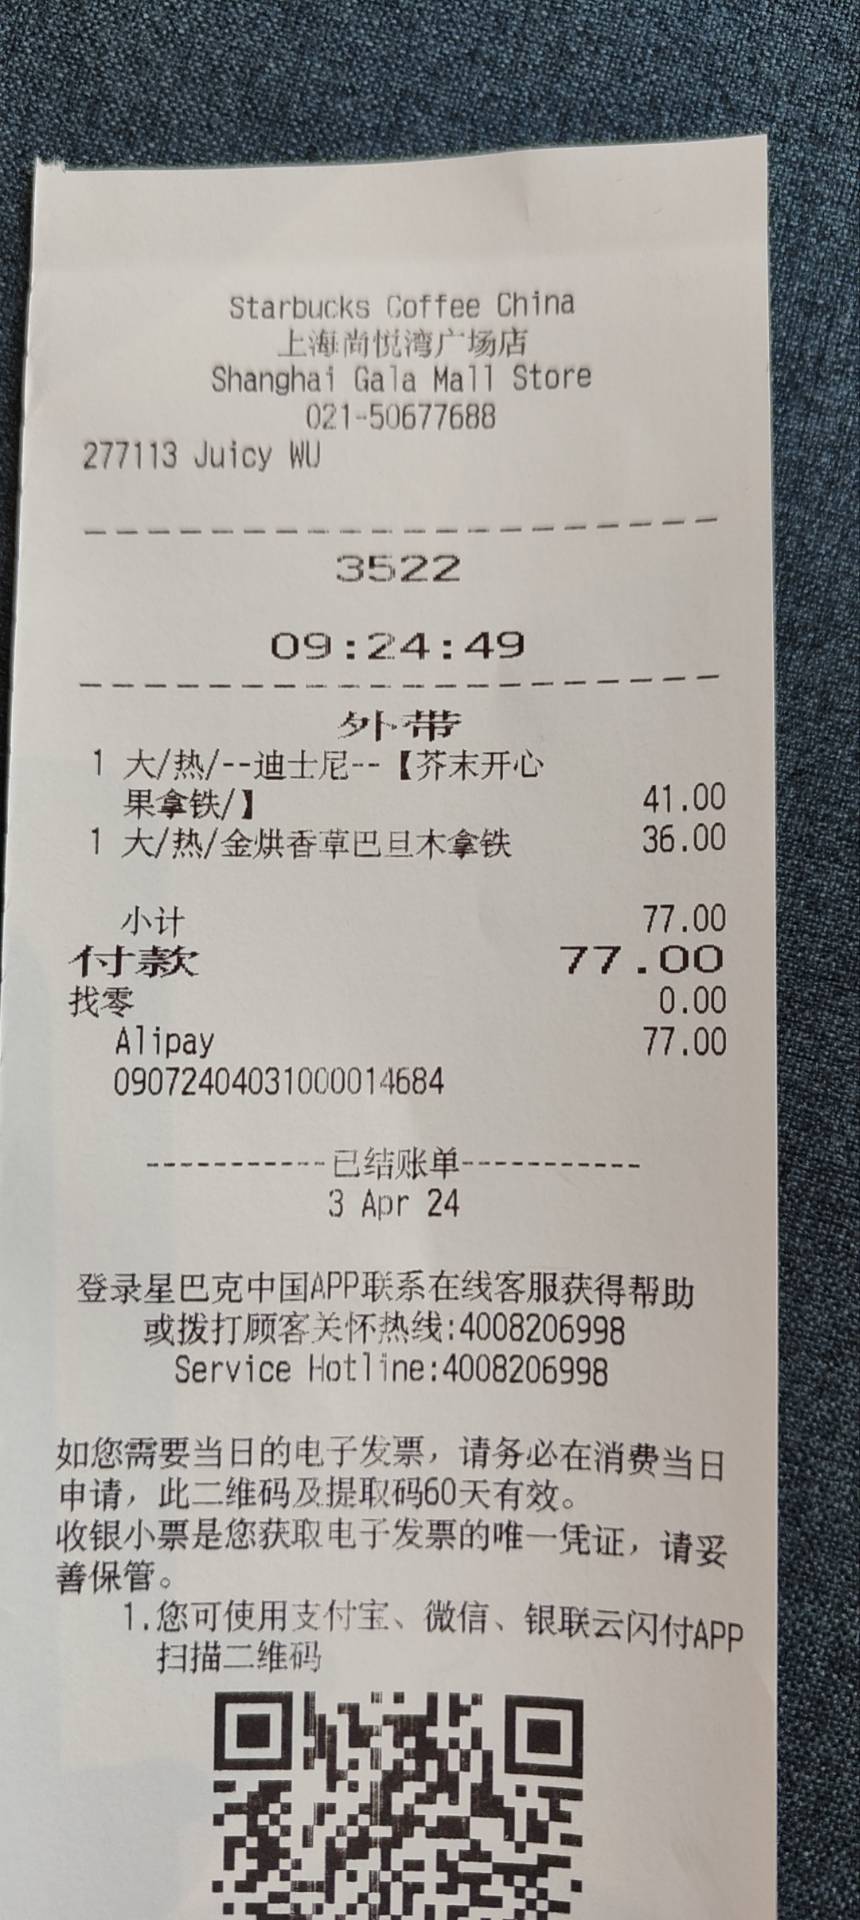 Starbucks Coffee China
上海尚悦湾广场店
Shanghai Gala Mall Store
021-50677688
277113 Juicy WU
3522
09:24:49
外带
1 大/热/--迪士尼--【芥末开心
果拿铁/】 41.00
1 大/热/金烘香草巴旦木拿铁 36.00
小计 77.00
付款 77.00
找零 0.00
Alipay 77.00
09072404031000014684
-----------已结账单-----------
3 Apr 24
登录星巴克中国APP联系在线客服获得帮助
或拨打顾客关怀热线:4008206998
Service Hotline:4008206998
如您需要当日的电子发票，请务必在消费当日
申请，此二维码及提取码60天有效。
收银小票是您获取电子发票的唯一凭证，请妥
善保管。
1.您可使用支付宝、微信、银联云闪付APP
扫描二维码